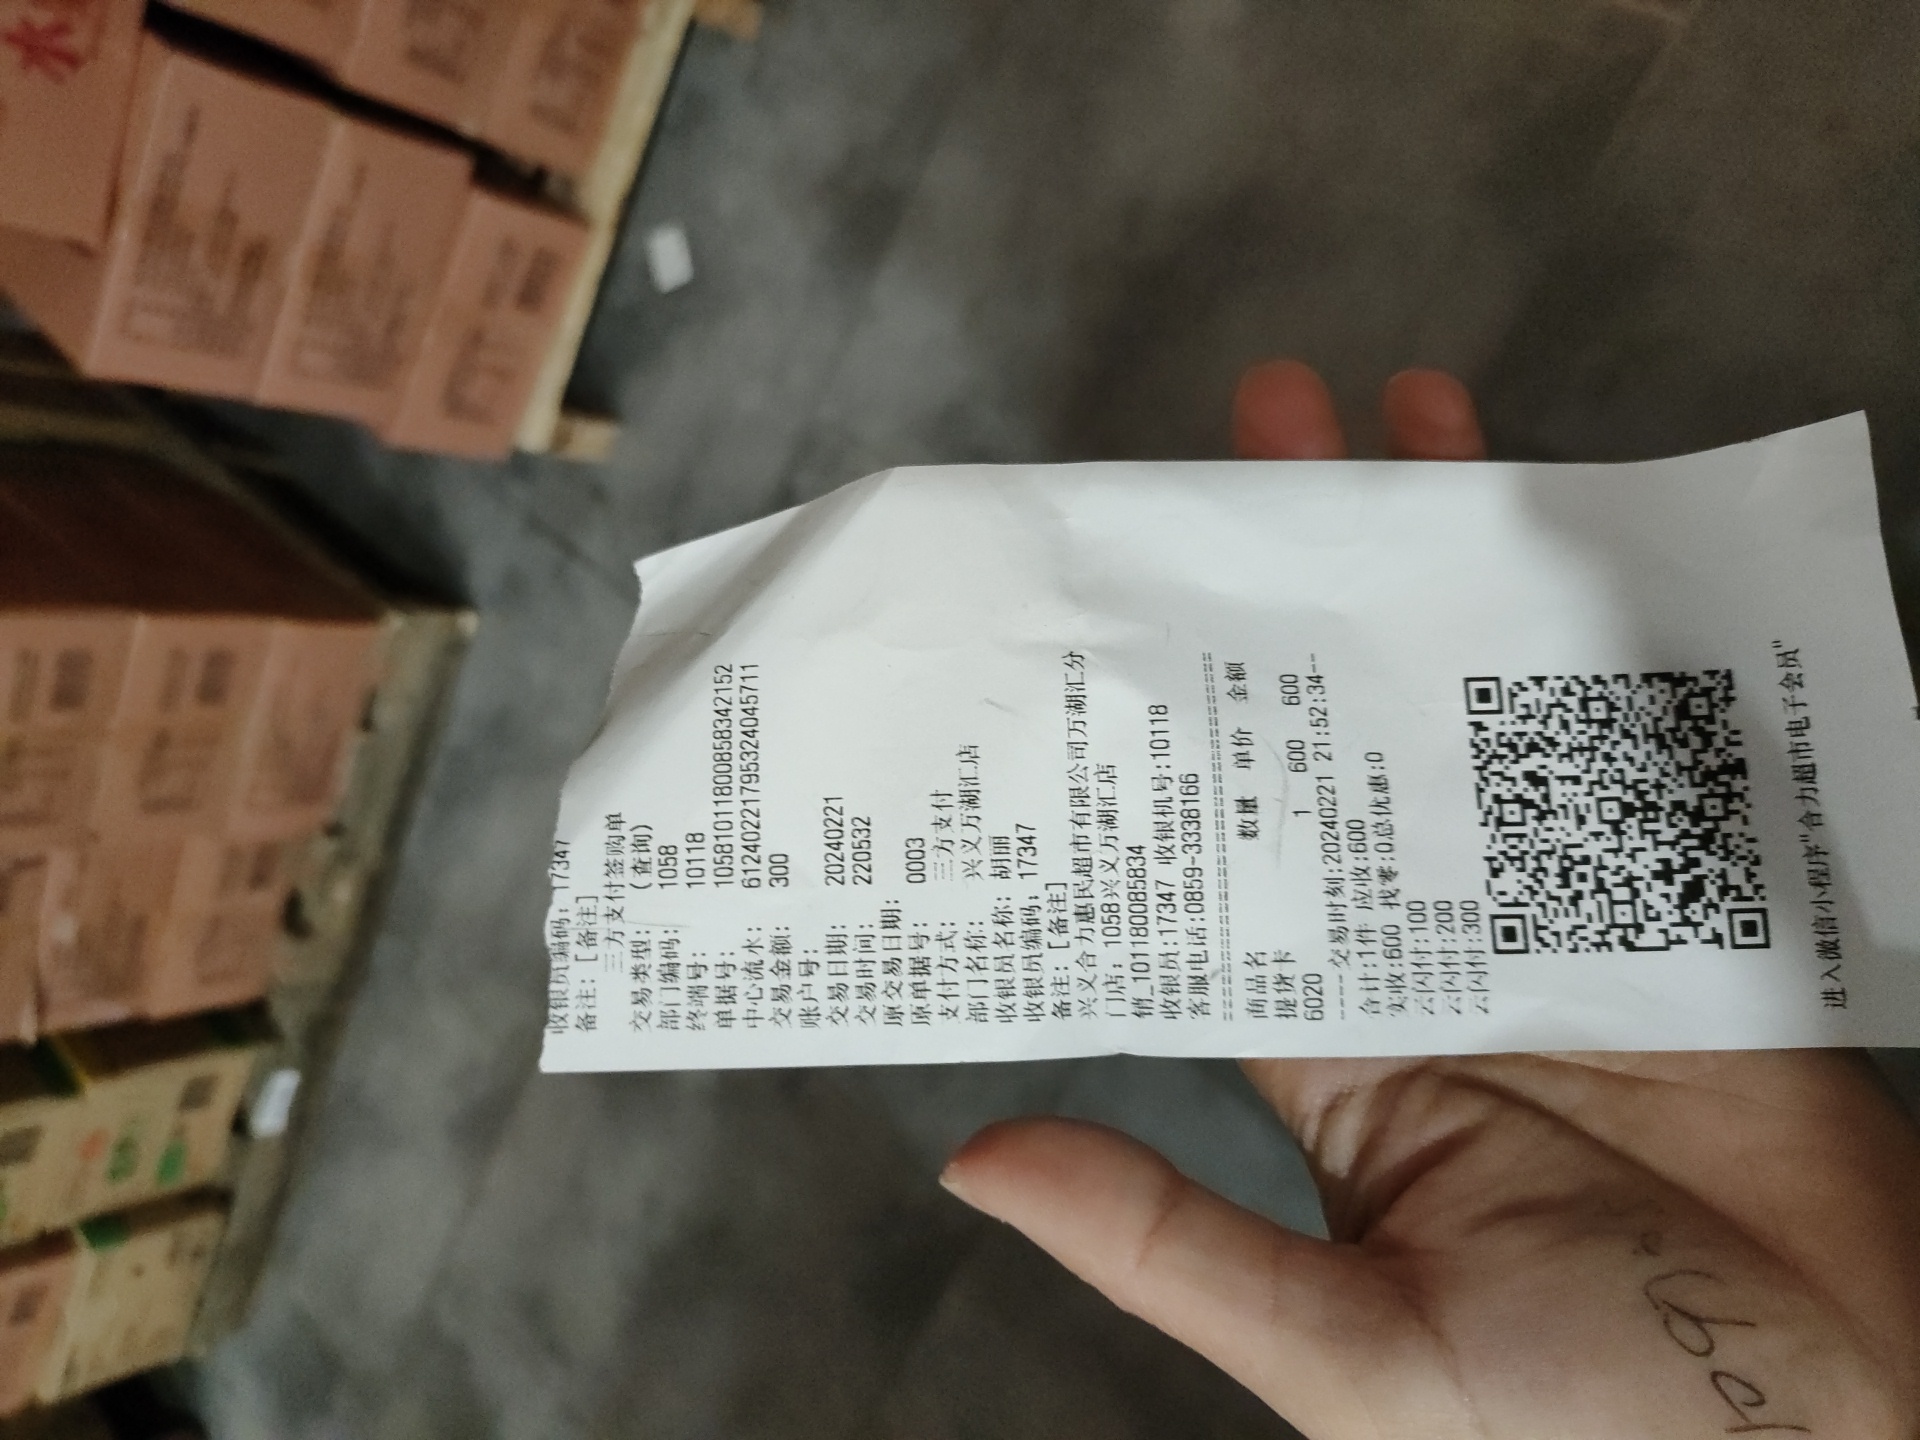 收银员编码: 17347
备注: [备注]
三方支付签购单
交易类型: (查询)
部门编码: 1058
终端号: 10118
单据号: 105810118008583421​52
中心流水: 6124022217953240457​11
交易金额: 300
账户号:
交易日期: 20240221
交易时间: 220532
原交易日期:
原单据号: 0003
支付方式: 三方支付
部门名称: 兴义万湖汇店
收银员名称: 胡丽
收银员编码: 17347
备注: [备注]
兴义合力惠民超市有限公司万湖汇分
门店: 1058兴义万湖汇店
销_101180085834
收银员:17347 收银机号:10118
客服电话:0859-3338166
商品名 数量 单价 金额
提货卡
6020 1 600 600
----交易时刻:20240221 21:52:34--
合计:1件 应收:600
实收:600 找零:0总优惠:0
云闪付:100
云闪付:200
云闪付:300
进入微信小程序"合力超市电子会员"